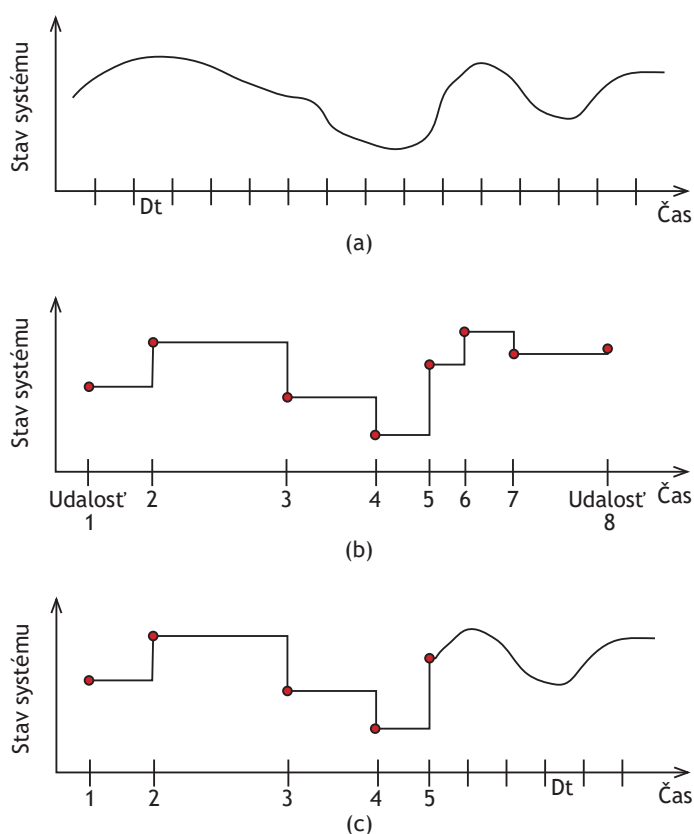 Stav systému
Dt
Čas
(a)
Stav systému
Udalosť 2 3 4 5 6 7 Udalosť Čas
1 8
(b)
Stav systému
Dt
1 2 3 4 5 Čas
(c)